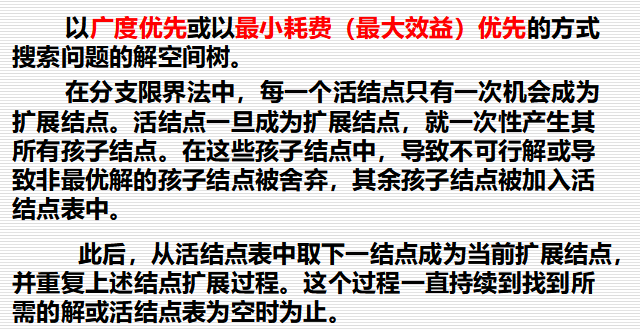 以广度优先或以最小耗费（最大效益）优先的方式
搜索问题的解空间树。
在分支限界法中，每一个活结点只有一次机会成为
扩展结点。活结点一旦成为扩展结点，就一次性产生其
所有孩子结点。在这些孩子结点中，导致不可行解或导
致非最优解的孩子结点被舍弃，其余孩子结点被加入活
结点表中。
此后，从活结点表中取下一结点成为当前扩展结点，
并重复上述结点扩展过程。这个过程一直持续到找到所
需的解或活结点表为空时为止。